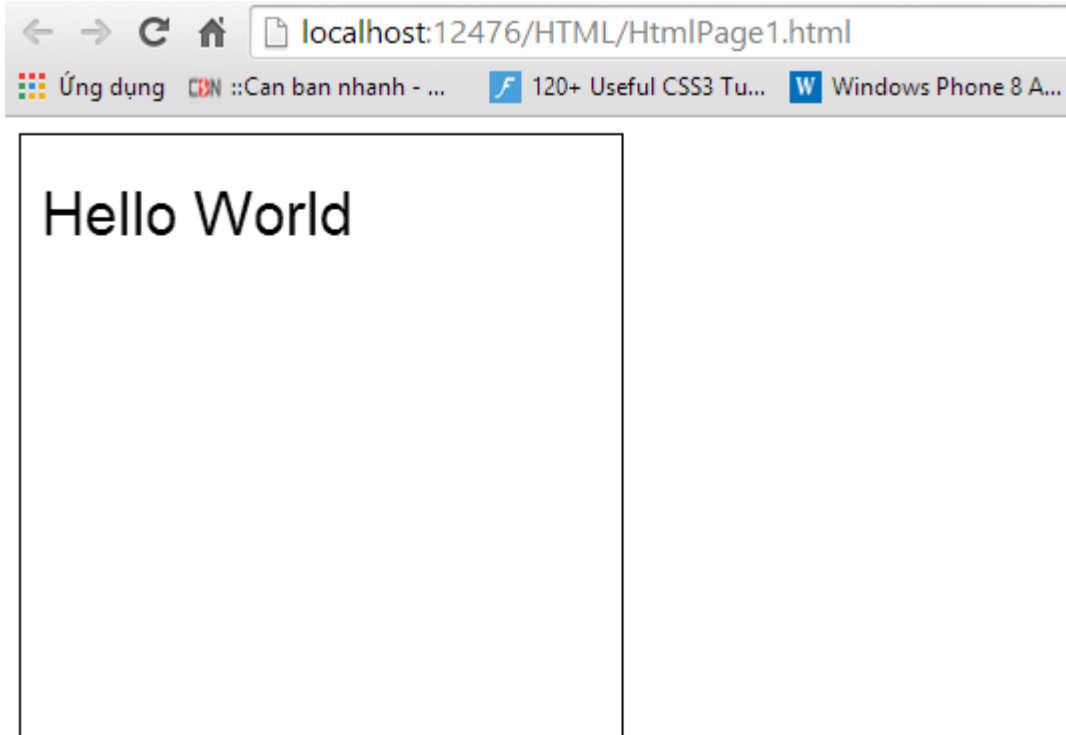 localhost:12476/HTML/HtmlPage1.html
Ứng dụng CBN ::Can ban nhanh - ... f 120+ Useful CSS3 Tu... W Windows Phone 8 A...
Hello World